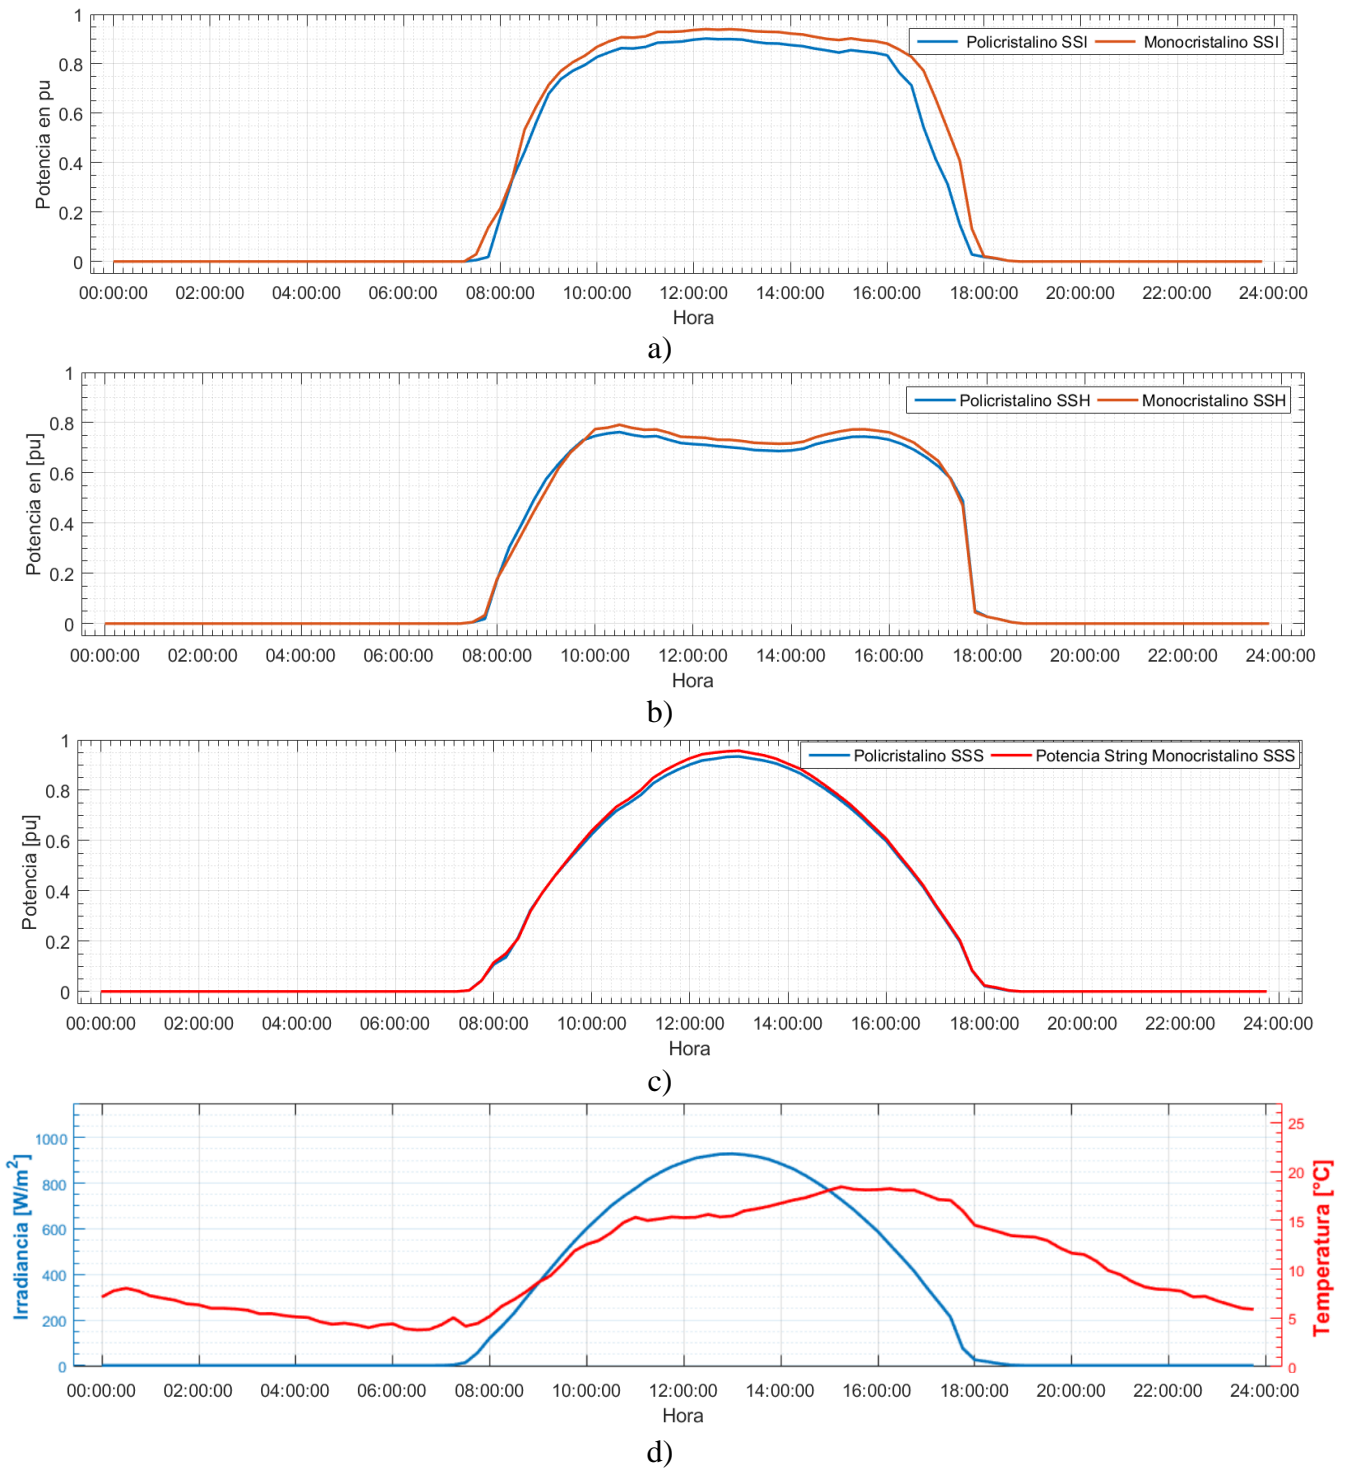 Policristalino SSI Monocristalino SSI
Potencia en pu
1
0.8
0.6
0.4
0.2
0
00:00:00 02:00:00 04:00:00 06:00:00 08:00:00 10:00:00 12:00:00 14:00:00 16:00:00 18:00:00 20:00:00 22:00:00 24:00:00
Hora
a)
Policristalino SSH Monocristalino SSH
Potencia en [pu]
1
0.8
0.6
0.4
0.2
0
00:00:00 02:00:00 04:00:00 06:00:00 08:00:00 10:00:00 12:00:00 14:00:00 16:00:00 18:00:00 20:00:00 22:00:00 24:00:00
Hora
b)
Policristalino SSS Potencia String Monocristalino SSS
Potencia [pu]
1
0.8
0.6
0.4
0.2
0
00:00:00 02:00:00 04:00:00 06:00:00 08:00:00 10:00:00 12:00:00 14:00:00 16:00:00 18:00:00 20:00:00 22:00:00 24:00:00
Hora
c)
Irradiancia [W/m²]
1000
800
600
400
200
0
Temperatura [°C]
25
20
15
10
5
0
00:00:00 02:00:00 04:00:00 06:00:00 08:00:00 10:00:00 12:00:00 14:00:00 16:00:00 18:00:00 20:00:00 22:00:00 24:00:00
Hora
d)